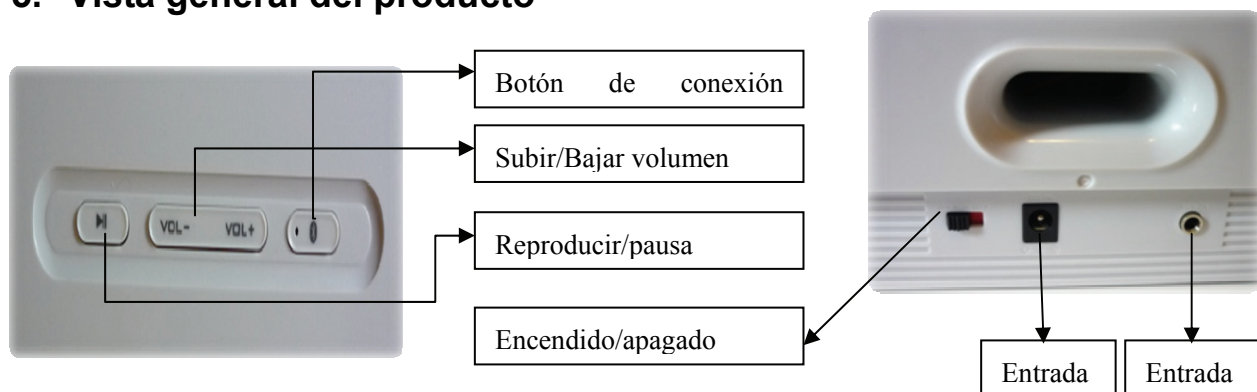 Vista general del producto
Botón de conexión
Subir/Bajar volumen
Reproducir/pausa
Encendido/apagado
Entrada
Entrada
VOL- VOL+